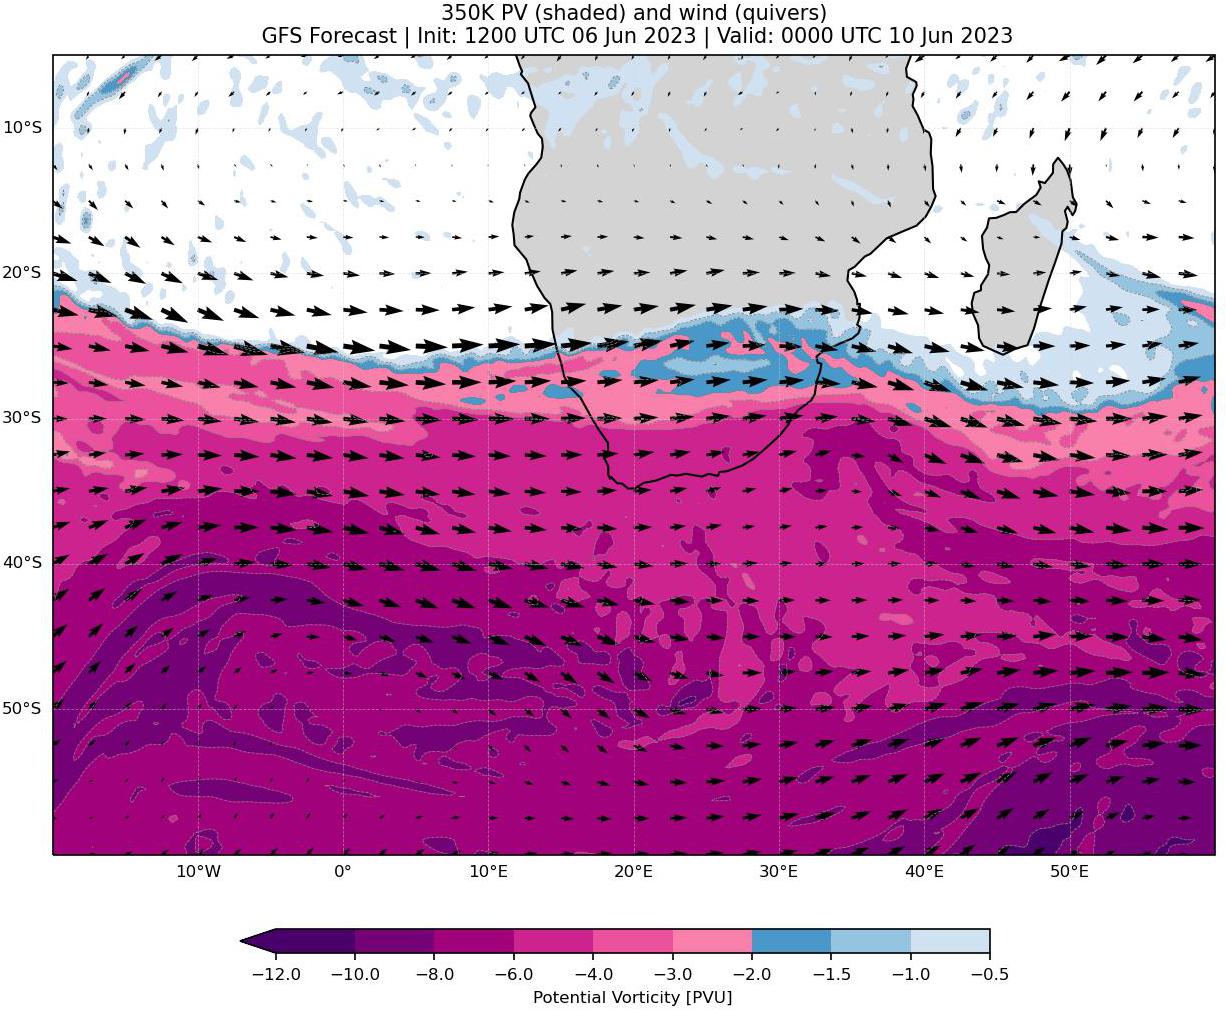 350K PV (shaded) and wind (quivers)
GFS Forecast | Init: 1200 UTC 06 Jun 2023 | Valid: 0000 UTC 10 Jun 2023
10°S
20°S
30°S
40°S
50°S
10°W 0° 10°E 20°E 30°E 40°E 50°E
−12.0 −10.0 −8.0 −6.0 −4.0 −3.0 −2.0 −1.5 −1.0 −0.5
Potential Vorticity [PVU]